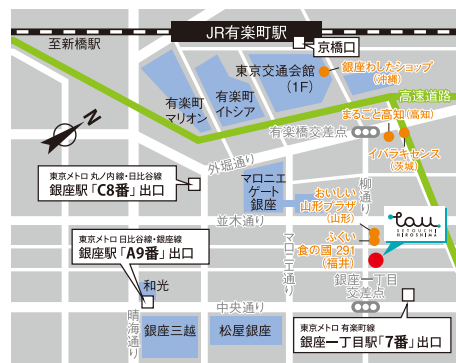 JR有楽町駅
至新橋駅
京橋口
東京交通会館
(1F)
銀座わしたショップ
(沖縄)
高速道路
有楽町
マリオン
有楽町
イトシア
まるごと高知(高知)
有楽橋交差点
イバラキセンス
(茨城)
N
外堀通り
東京メトロ 丸ノ内線・日比谷線
銀座駅「C8番」出口
マロニエ
ゲート
銀座
柳通り
おいしい
山形プラザ
(山形)
tau
SETOUCHI
HIROSHIMA
並木通り
ふくい
食の國 291
(福井)
マロニエ通り
東京メトロ 日比谷線・銀座線
銀座駅「A9番」出口
和光
銀座一丁目
交差点
中央通り
晴海通り
銀座三越
松屋銀座
東京メトロ 有楽町線
銀座一丁目駅「7番」出口